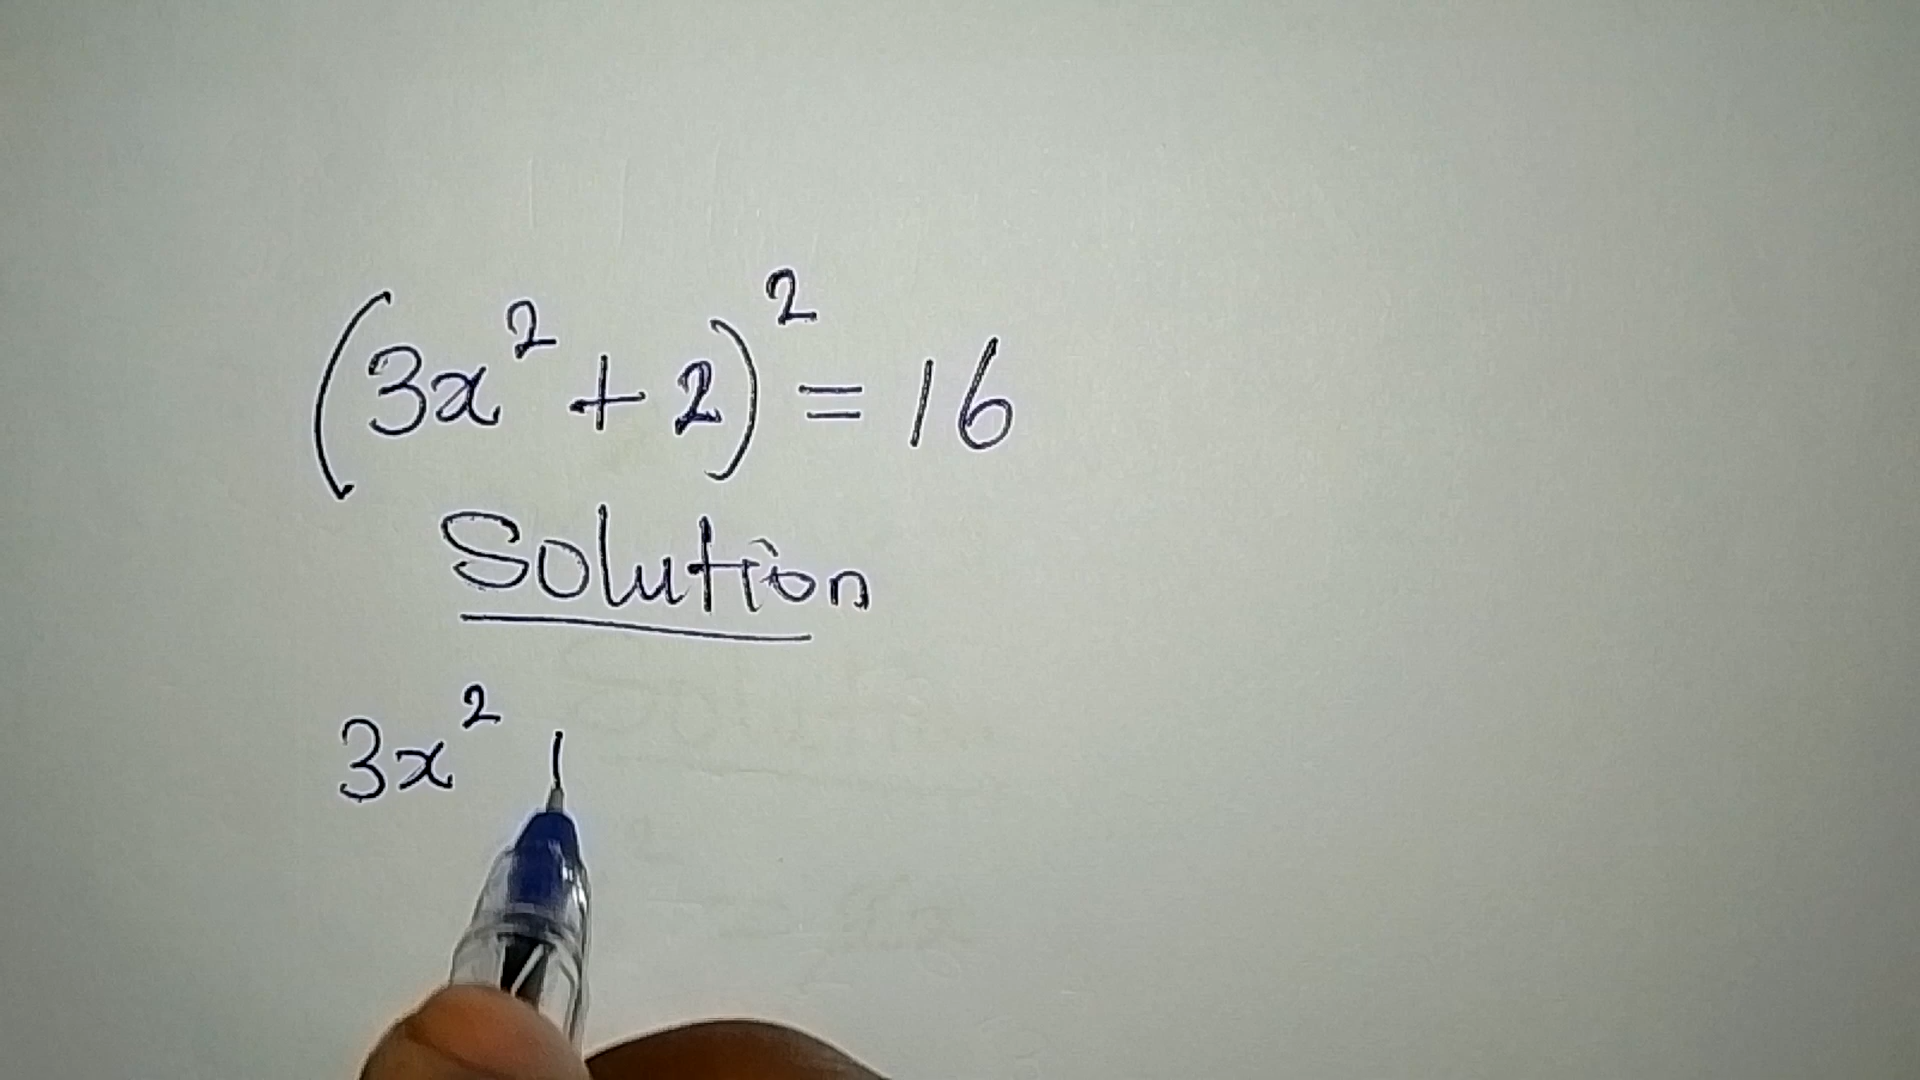 (3x² + 2)² = 16
Solution
3x² |